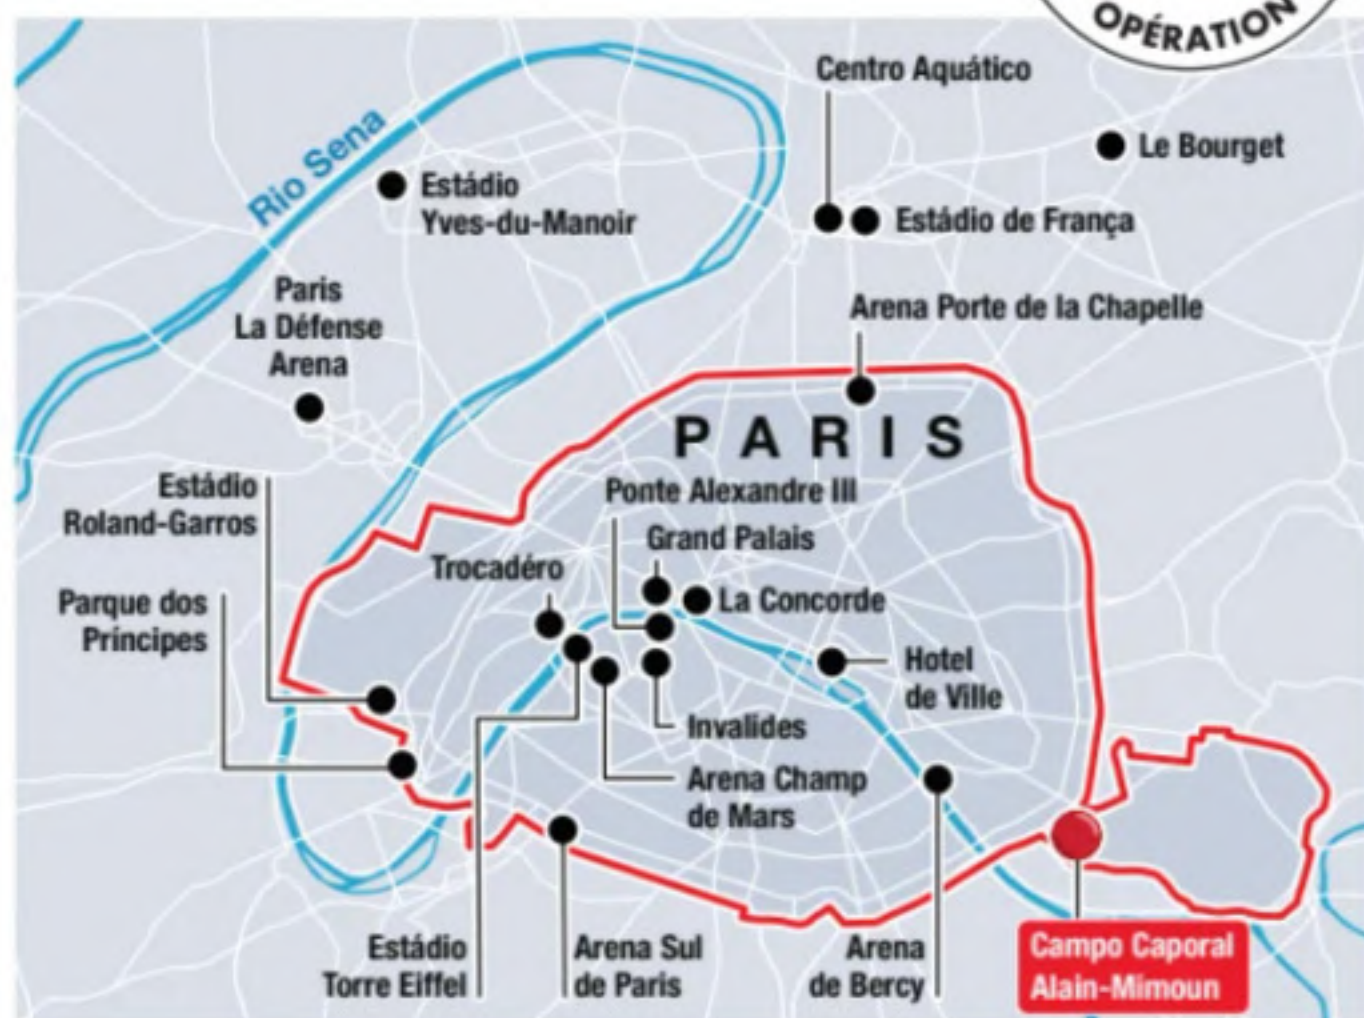 OPÉRATION
Centro Aquático
Le Bourget
Rio Sena
Estádio
Yves-du-Manoir
Estádio de França
Paris
La Défense
Arena
Arena Porte de la Chapelle
PARIS
Estádio
Roland-Garros
Ponte Alexandre III
Grand Palais
Trocadéro
La Concorde
Parque dos
Príncipes
Hotel
de Ville
Invalides
Arena Champ
de Mars
Estádio
Torre Eiffel
Arena Sul
de Paris
Arena
de Bercy
Campo Caporal
Alain-Mimoun